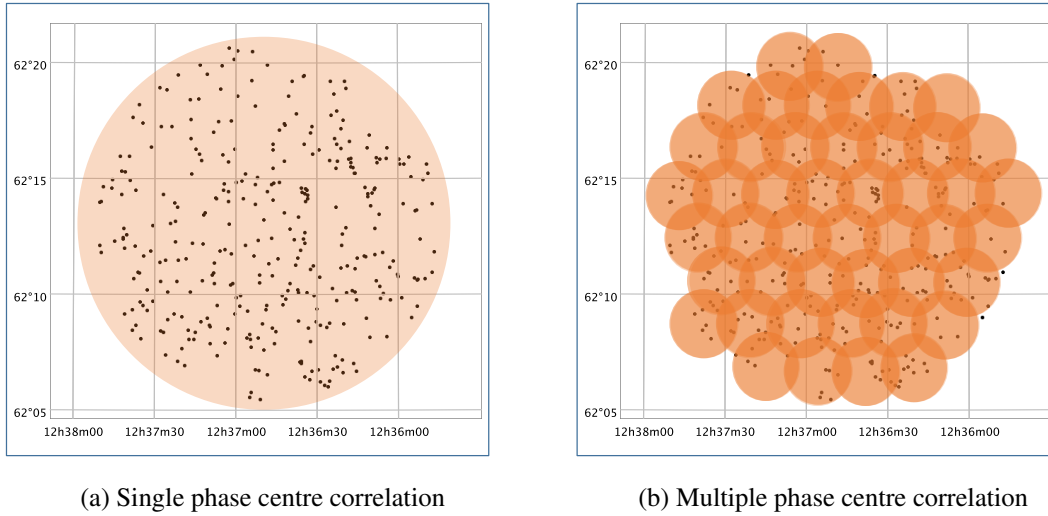 62°20
62°15
62°10
62°05
12h38m00 12h37m30 12h37m00 12h36m30 12h36m00
(a) Single phase centre correlation
62°20
62°15
62°10
62°05
12h38m00 12h37m30 12h37m00 12h36m30 12h36m00
(b) Multiple phase centre correlation